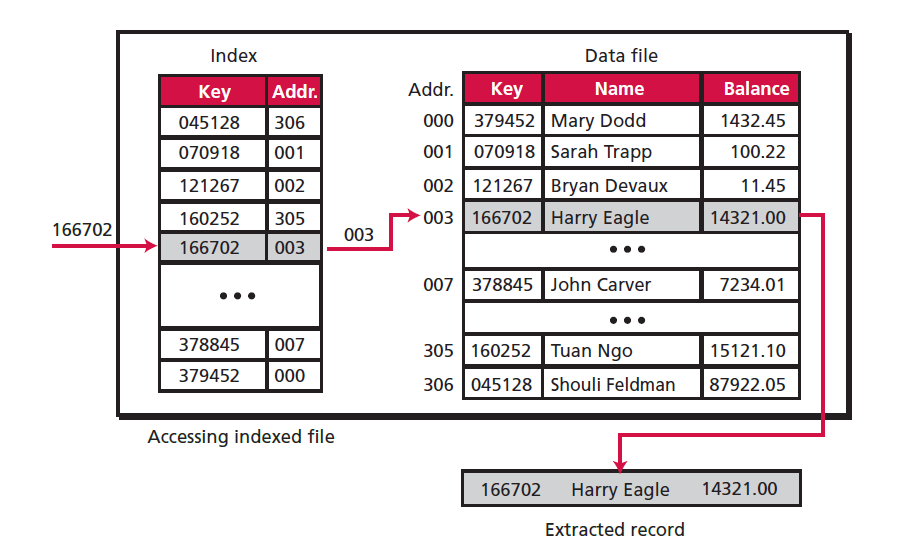 Index
Data file
Key Addr.
045128 306
070918 001
121267 002
160252 305
166702 003
•••
378845 007
379452 000
166702
003
Addr. Key Name Balance
000 379452 Mary Dodd 1432.45
001 070918 Sarah Trapp 100.22
002 121267 Bryan Devaux 11.45
003 166702 Harry Eagle 14321.00
•••
007 378845 John Carver 7234.01
•••
305 160252 Tuan Ngo 15121.10
306 045128 Shouli Feldman 87922.05
Accessing indexed file
166702 Harry Eagle 14321.00
Extracted record